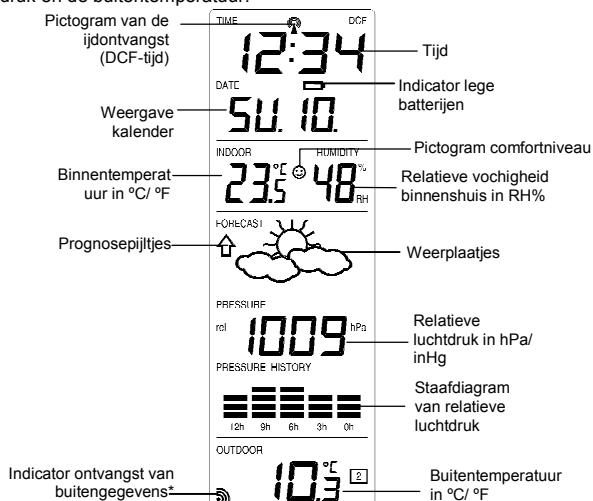 druk en de buitentemperatuur.
Pictogram van de
ijdontvangst
(DCF-tijd)
TIME
DCF
12:34
Tijd
DATE
Indicator lege
batterijen
Weergave
kalender
SU. 10.
INDOOR
HUMIDITY
Pictogram comfortniveau
Binnentemperat
uur in ºC/ ºF
23.5 °C
48 %
RH
Relatieve vochigheid
binnenshuis in RH%
FORECAST
Prognosepijltjes
Weerplaatjes
PRESSURE
rel
1009
hPa
Relatieve
luchtdruk in hPa/
inHg
PRESSURE HISTORY
Staafdiagram
van relatieve
luchtdruk
12h 9h 6h 3h 0h
OUTDOOR
10.3 °C
2
Indicator ontvangst van
buitengegevens*
Buitentemperatuur
in ºC/ ºF